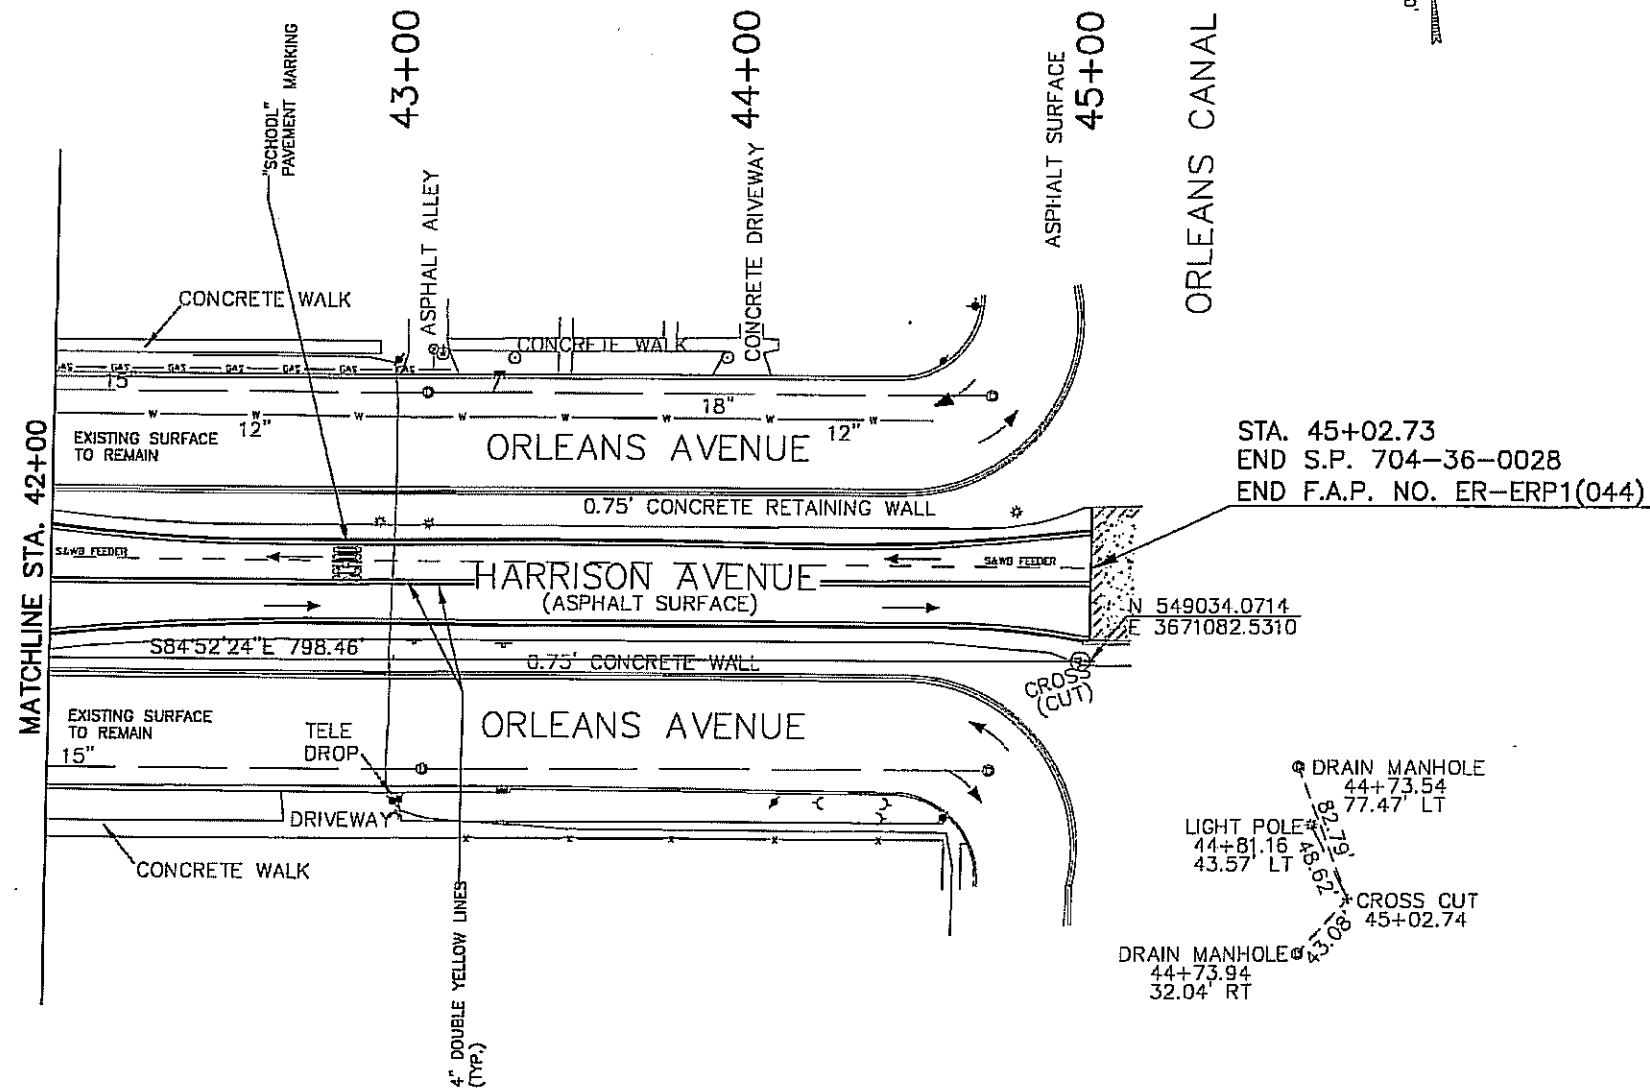 "SCHOOL"
PAVEMENT MARKING
43+00
44+00
45+00
ORLEANS CANAL
ASPHALT ALLEY
CONCRETE DRIVEWAY
ASPHALT SURFACE
CONCRETE WALK
CONCRETE WALK
GAS GAS GAS GAS GAS GAS
15"
W W W W W W W W
12"
18"
12"
EXISTING SURFACE
TO REMAIN
ORLEANS AVENUE
MATCHLINE STA. 42+00
0.75' CONCRETE RETAINING WALL
STA. 45+02.73
END S.P. 704-36-0028
END F.A.P. NO. ER-ERP1(044)
S&WB FEEDER
S&WB FEEDER
HARRISON AVENUE
(ASPHALT SURFACE)
N 549034.0714
E 3671082.5310
S84°52'24"E 798.46'
0.75' CONCRETE WALL
CROSS
(CUT)
EXISTING SURFACE
TO REMAIN
15"
ORLEANS AVENUE
TELE
DROP
DRIVEWAY
X X X X X
CONCRETE WALK
4" DOUBLE YELLOW LINES
(TYP.)
DRAIN MANHOLE
44+73.54
77.47' LT
82.79'
LIGHT POLE
44+81.16
43.57' LT
48.62'
CROSS CUT
45+02.74
43.08'
DRAIN MANHOLE
44+73.94
32.04' RT